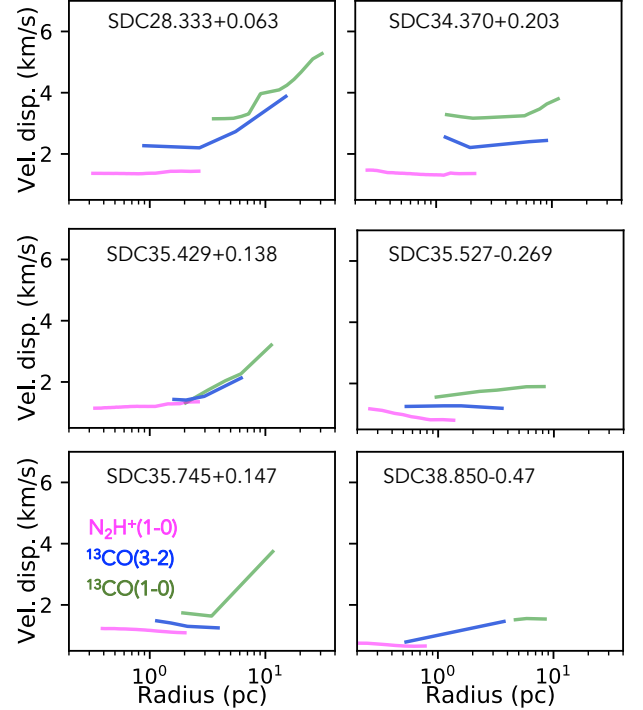 SDC28.333+0.063
SDC34.370+0.203
Vel. disp. (km/s)
6
4
2
SDC35.429+0.138
SDC35.527-0.269
Vel. disp. (km/s)
6
4
2
SDC35.745+0.147
SDC38.850-0.47
Vel. disp. (km/s)
6
4
2
N₂H⁺(1-0)
¹³CO(3-2)
¹³CO(1-0)
10⁰ 10¹
10⁰ 10¹
Radius (pc)
Radius (pc)